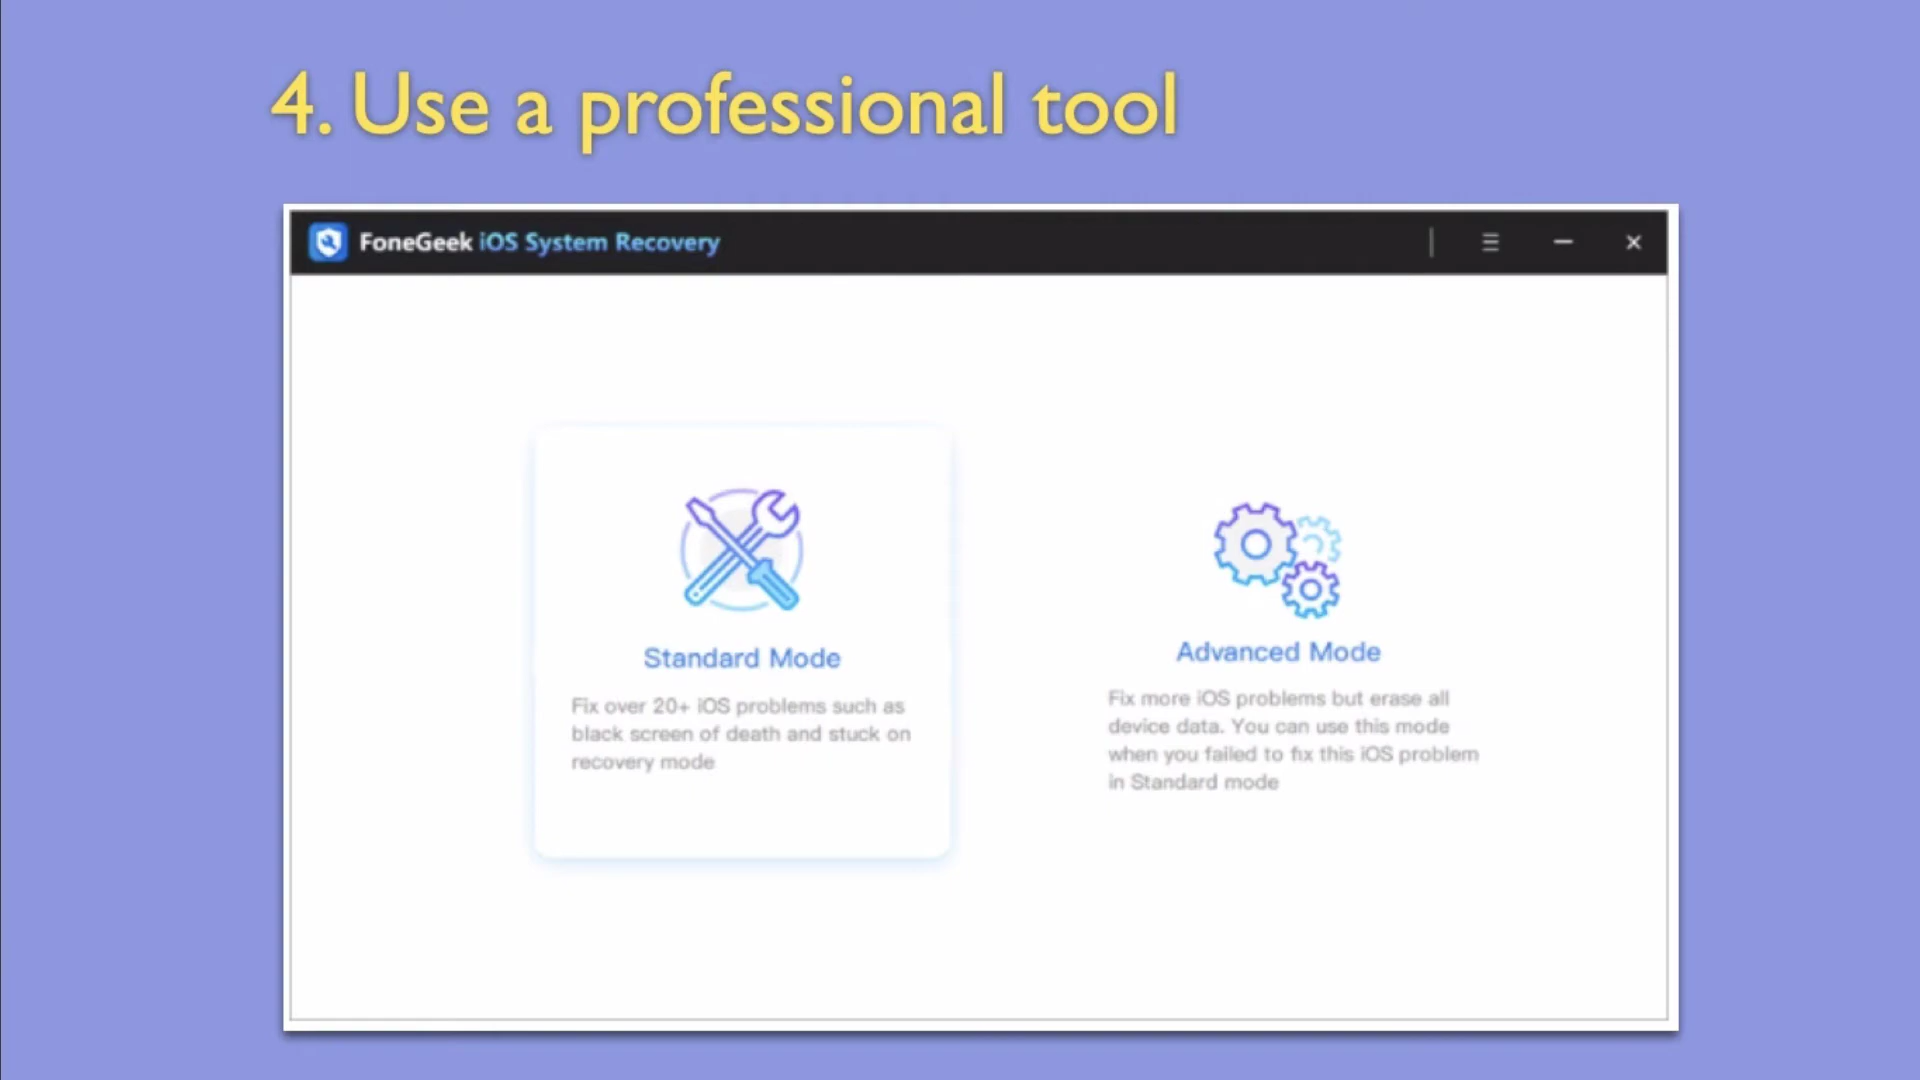 4. Use a professional tool
FoneGeek iOS System Recovery
Standard Mode
Fix over 20+ iOS problems such as
black screen of death and stuck on
recovery mode
Advanced Mode
Fix more iOS problems but erase all
device data. You can use this mode
when you failed to fix this iOS problem
in Standard mode